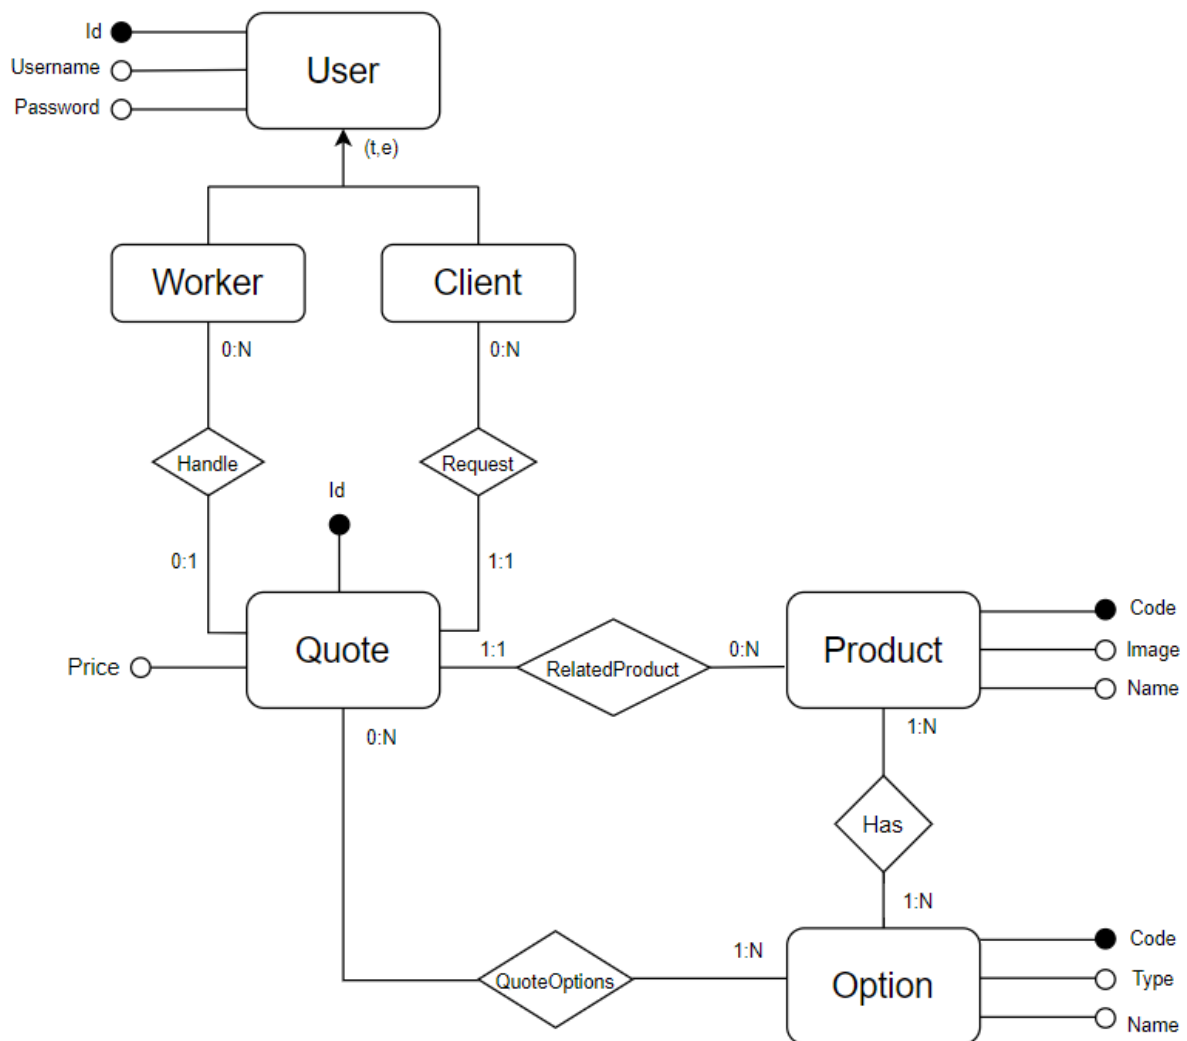 Id
Username
Password
User
(t,e)
Worker
Client
0:N
0:N
Handle
Request
Id
0:1
1:1
Price
Quote
1:1
RelatedProduct
0:N
Product
Code
Image
Name
0:N
1:N
Has
1:N
QuoteOptions
1:N
Option
Code
Type
Name